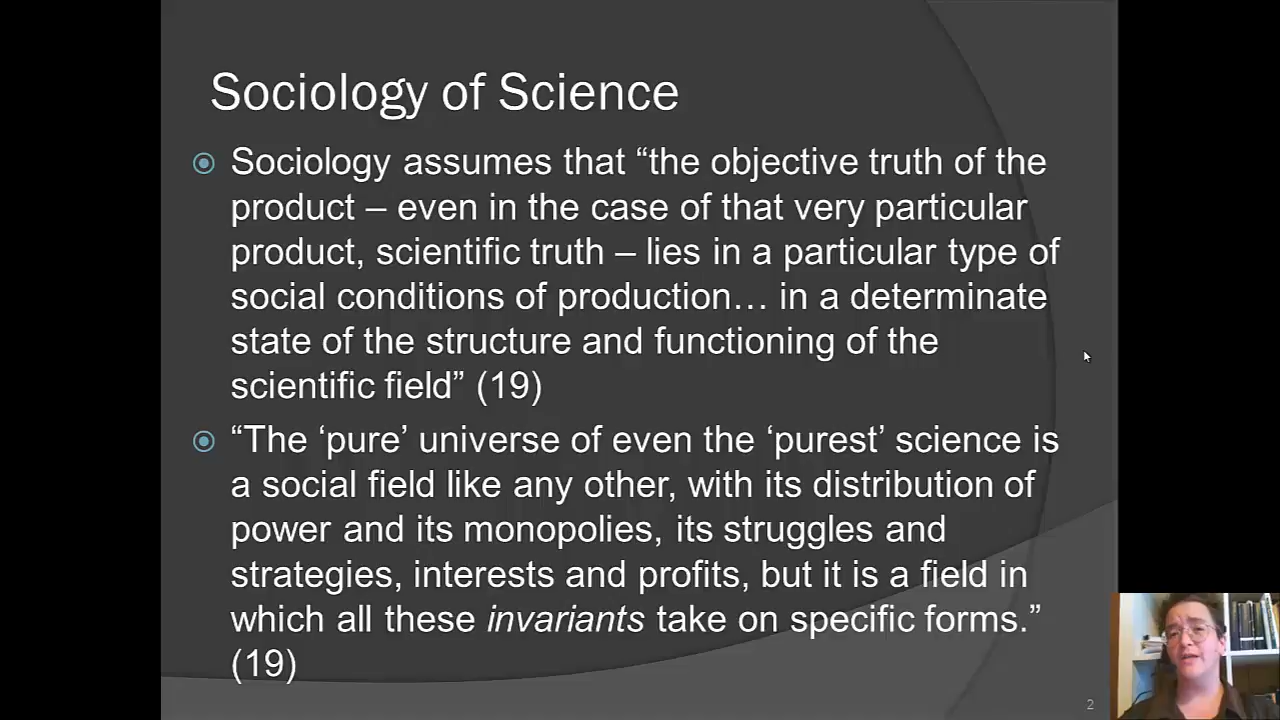 Sociology of Science
Sociology assumes that “the objective truth of the
product – even in the case of that very particular
product, scientific truth – lies in a particular type of
social conditions of production… in a determinate
state of the structure and functioning of the
scientific field” (19)
“The ‘pure’ universe of even the ‘purest’ science is
a social field like any other, with its distribution of
power and its monopolies, its struggles and
strategies, interests and profits, but it is a field in
which all these invariants take on specific forms.”
(19)
2